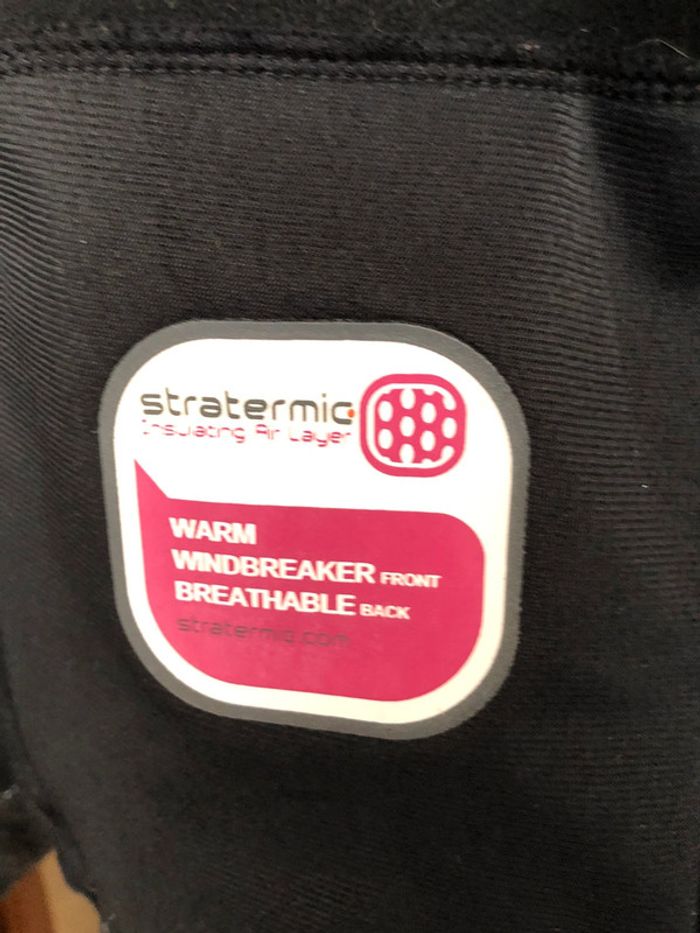 stratermic
Insulating Air Layer
WARM
WINDBREAKER FRONT
BREATHABLE BACK
stratermic.com